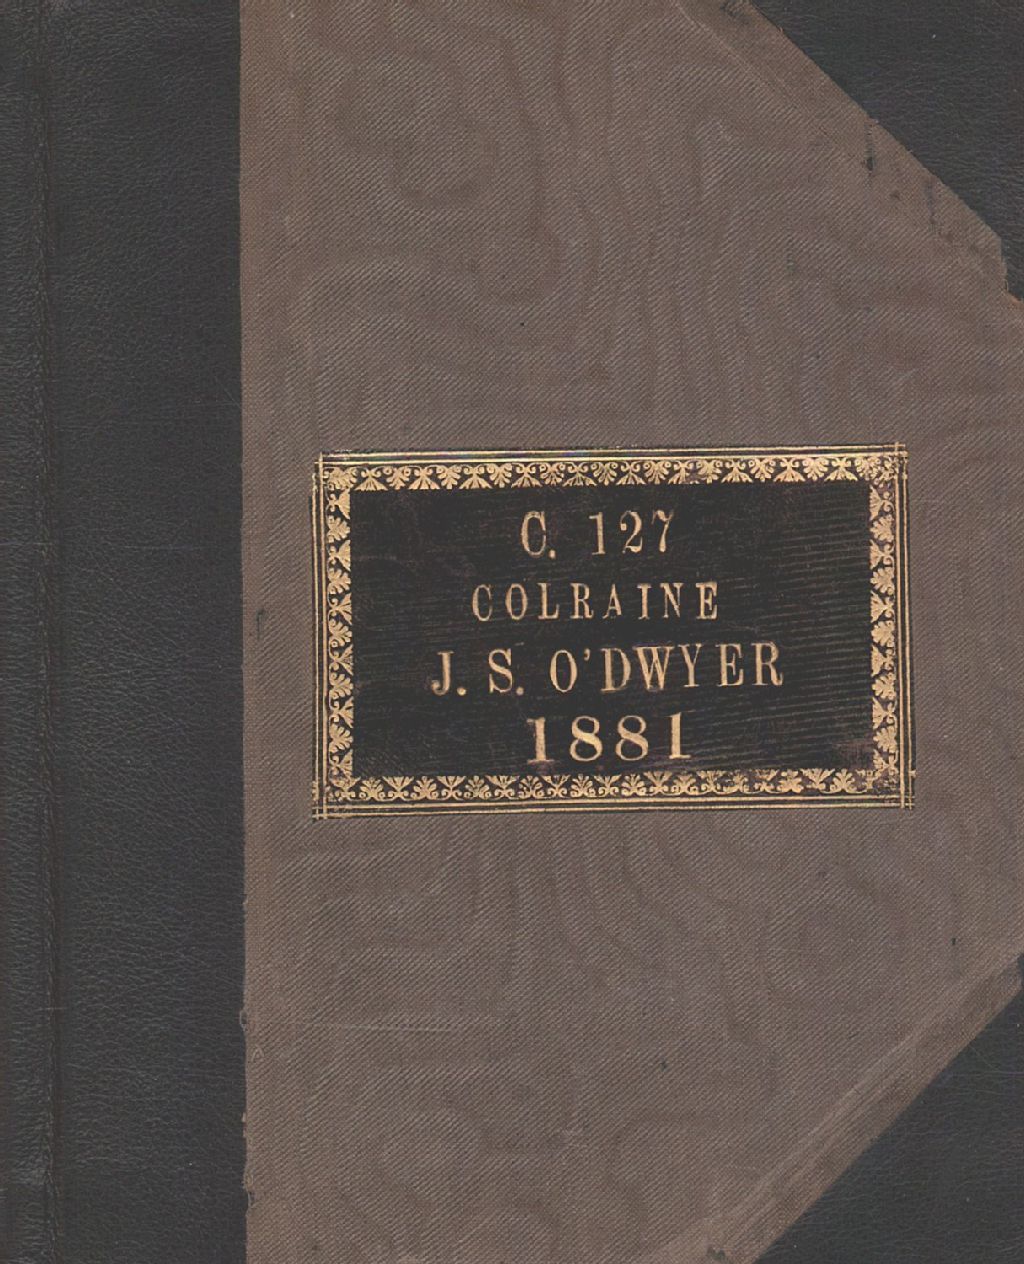 C. 127
COLRAINE
J. S. O'DWYER
1881